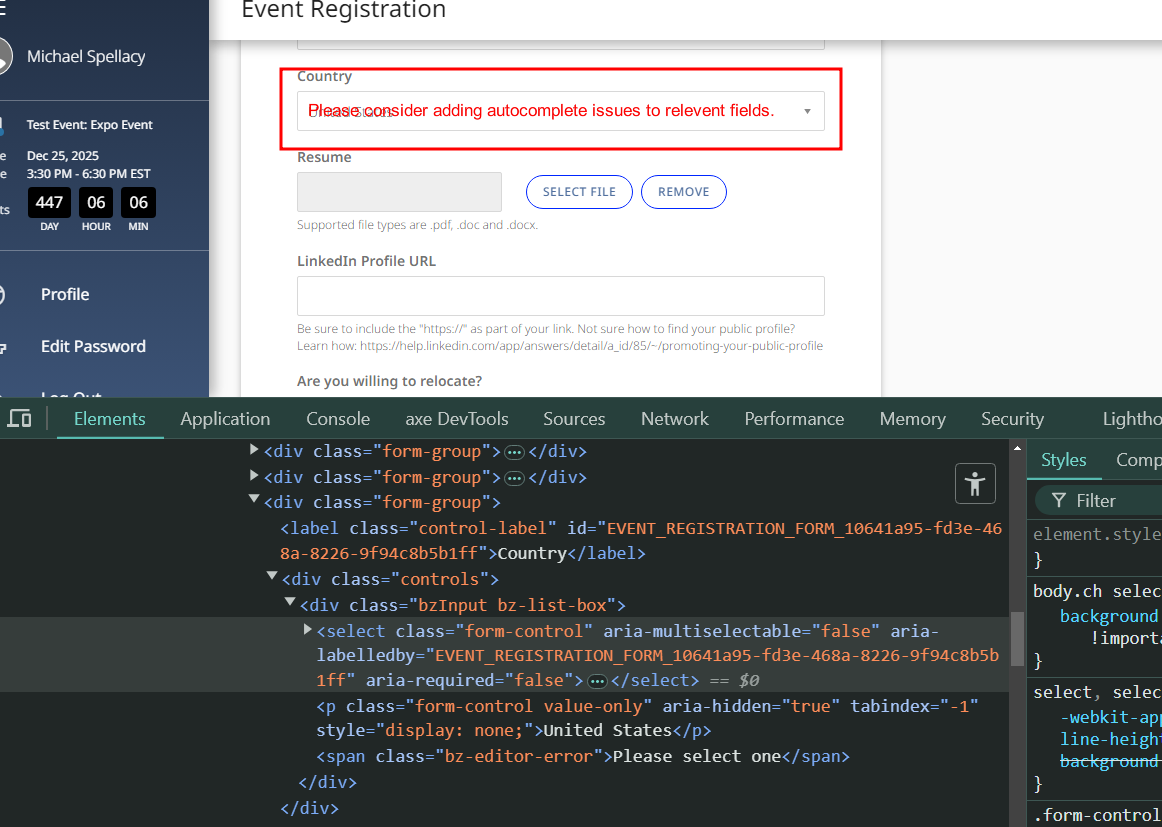 Event Registration
Michael Spellacy
Test Event: Expo Event
Dec 25, 2025
3:30 PM - 6:30 PM EST
447 06 06
DAY HOUR MIN
Profile
Edit Password
Log Out
Country
Please consider adding autocomplete issues to relevent fields.
United States
Resume
SELECT FILE REMOVE
Supported file types are .pdf, .doc and .docx.
LinkedIn Profile URL
Be sure to include the "https://" as part of your link. Not sure how to find your public profile?
Learn how: https://help.linkedin.com/app/answers/detail/a_id/85/~/promoting-your-public-profile
Are you willing to relocate?
Elements Application Console axe DevTools Sources Network Performance Memory Security Lightho
<div class="form-group"> … </div>
<div class="form-group"> … </div>
<div class="form-group">
<label class="control-label" id="EVENT_REGISTRATION_FORM_10641a95-fd3e-46
8a-8226-9f94c8b5b1ff">Country</label>
<div class="controls">
<div class="bzInput bz-list-box">
<select class="form-control" aria-multiselectable="false" aria-
labelledby="EVENT_REGISTRATION_FORM_10641a95-fd3e-468a-8226-9f94c8b5b
1ff" aria-required="false"> … </select> == $0
<p class="form-control value-only" aria-hidden="true" tabindex="-1"
style="display: none;">United States</p>
<span class="bz-editor-error">Please select one</span>
</div>
</div>
Styles Comp
Filter
element.style
}
body.ch selec
background
!importa
}
select, selec
-webkit-app
line-height
background
}
.form-control